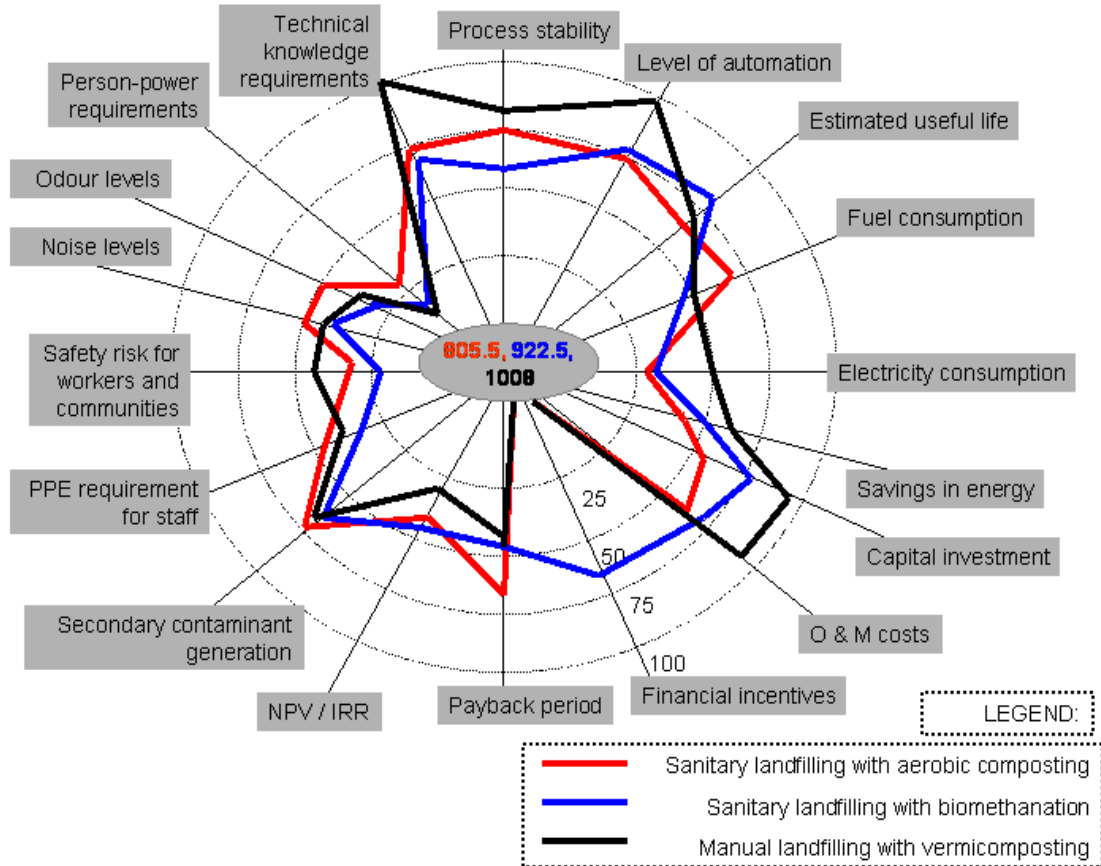 Technical
knowledge
requirements
Process stability
Level of automation
Person-power
requirements
Estimated useful life
Odour levels
Fuel consumption
Noise levels
805.5, 922.5,
1008
Safety risk for
workers and
communities
Electricity consumption
PPE requirement
for staff
Savings in energy
25
Capital investment
50
75
Secondary contaminant
generation
O & M costs
100
NPV / IRR
Payback period
Financial incentives
LEGEND:
Sanitary landfilling with aerobic composting
Sanitary landfilling with biomethanation
Manual landfilling with vermicomposting